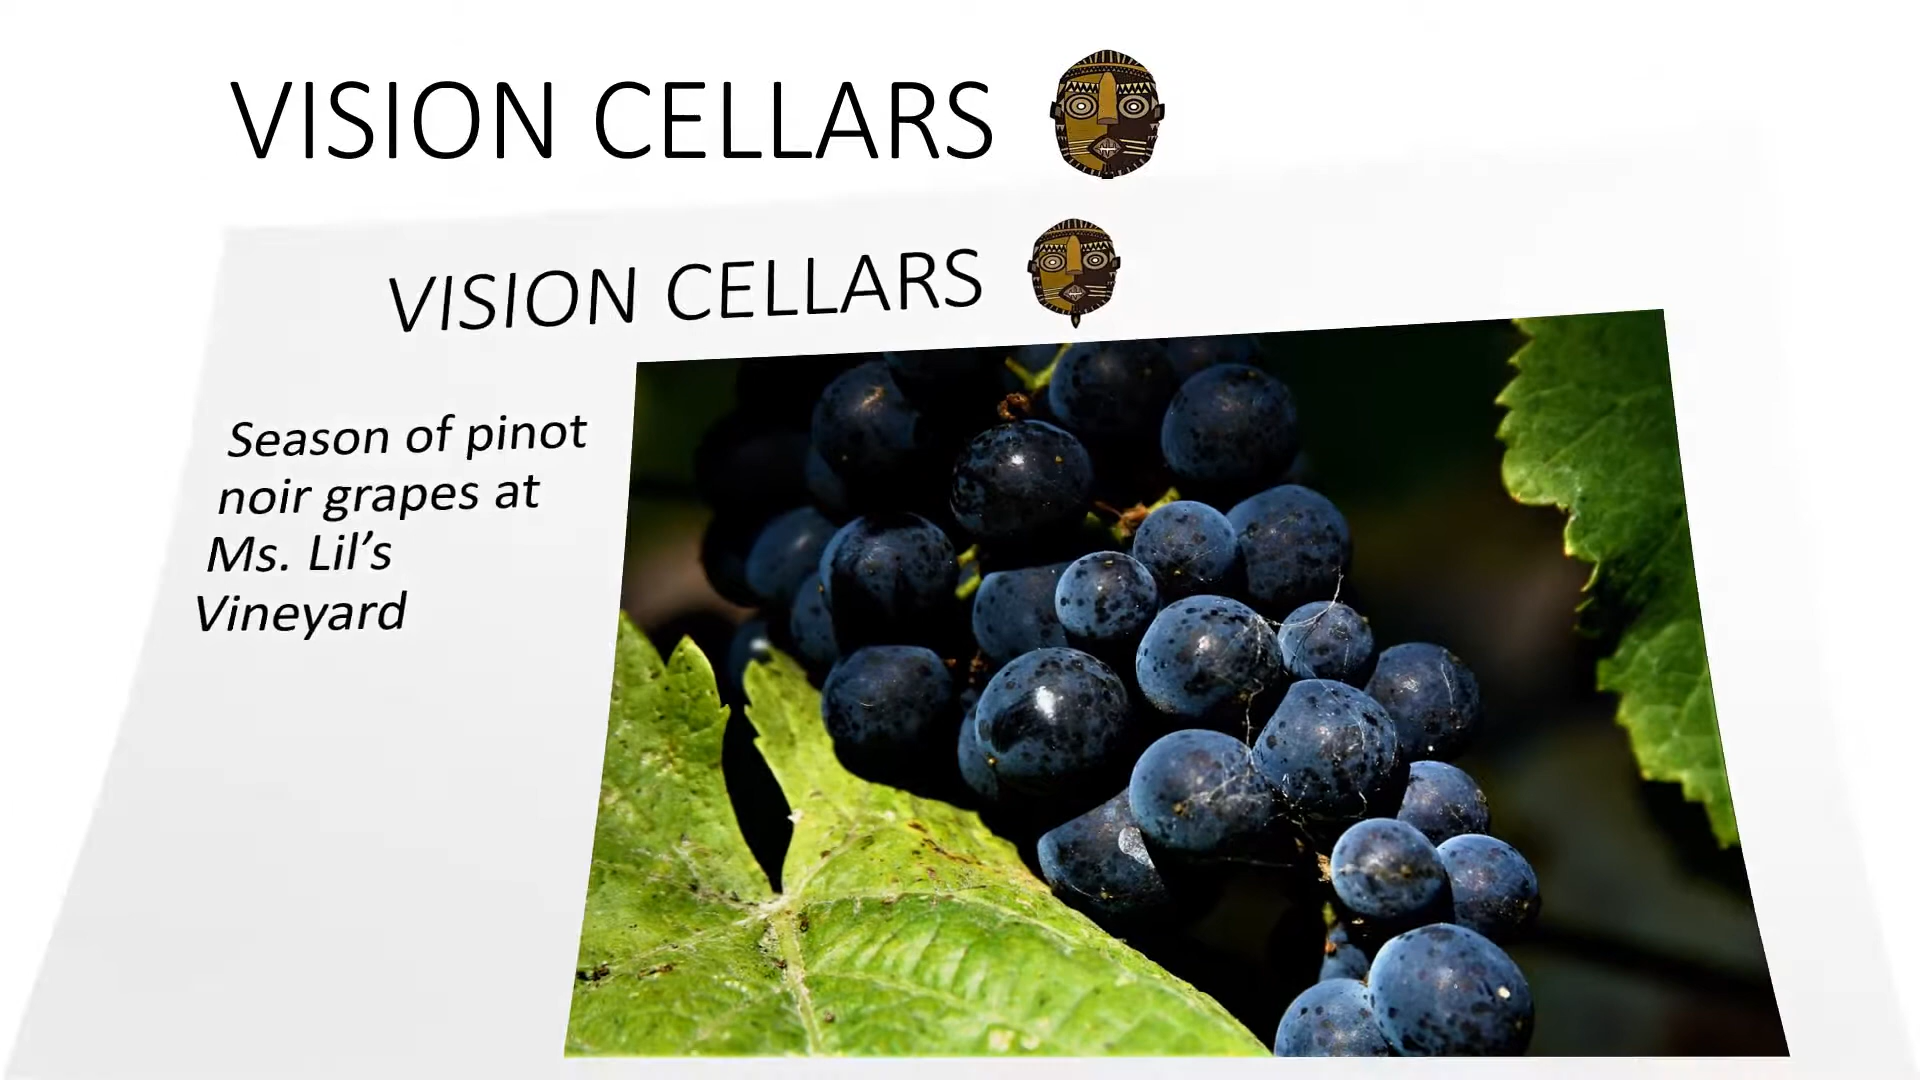 VISION CELLARS
VISION CELLARS
Season of pinot
noir grapes at
Ms. Lil’s
Vineyard